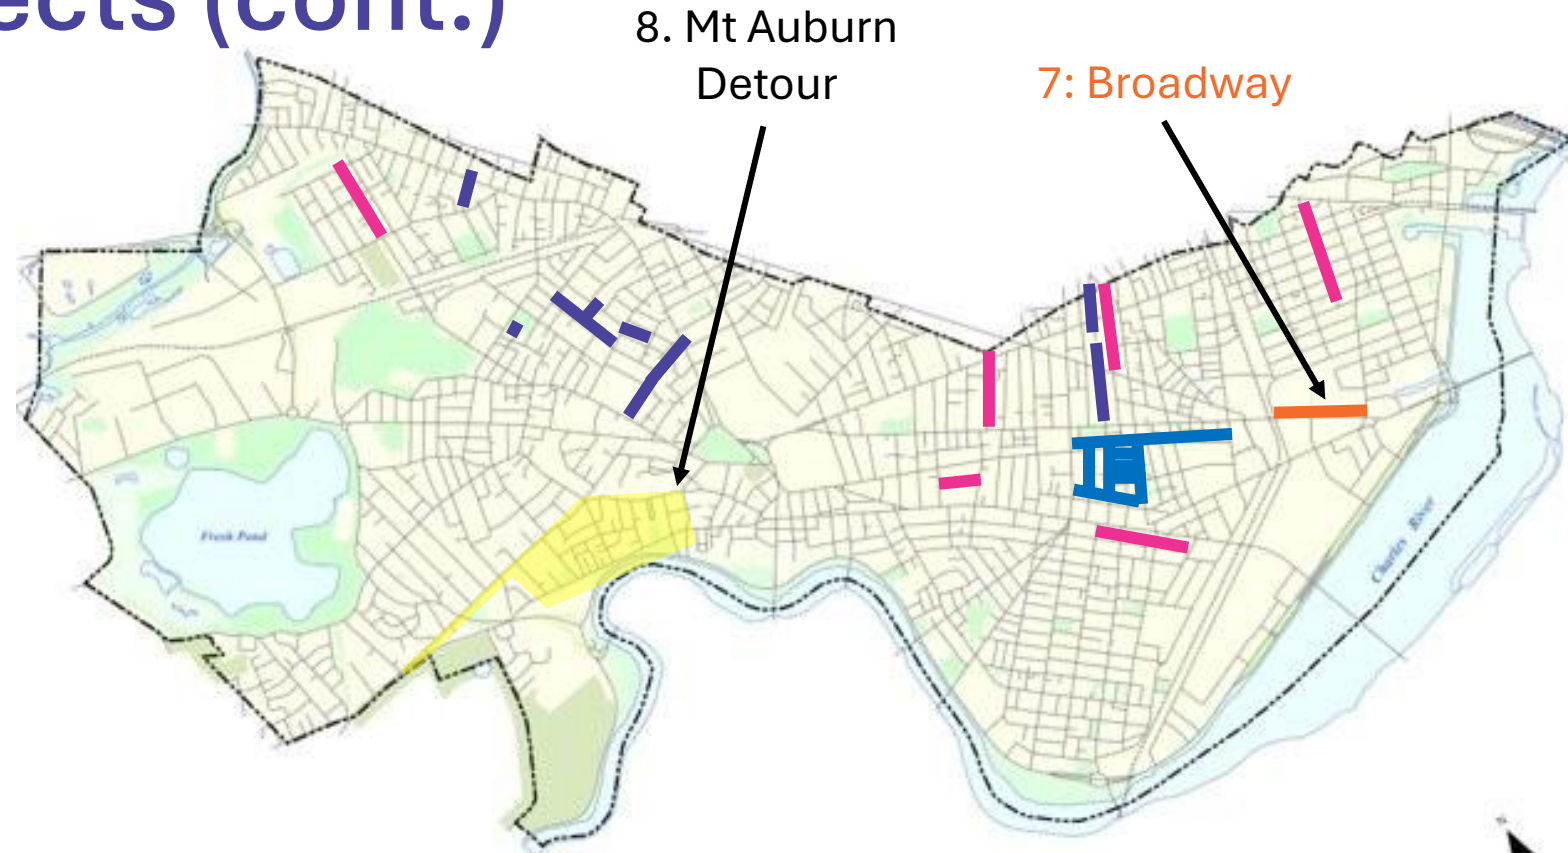 ects (cont.)
8. Mt Auburn
Detour
7: Broadway
Fresh Pond
Charles River